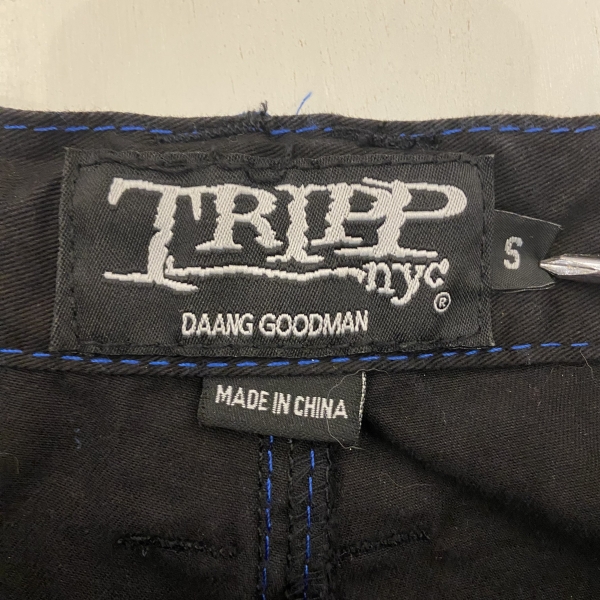 TRIPP
nyc®
DAANG GOODMAN
S
MADE IN CHINA